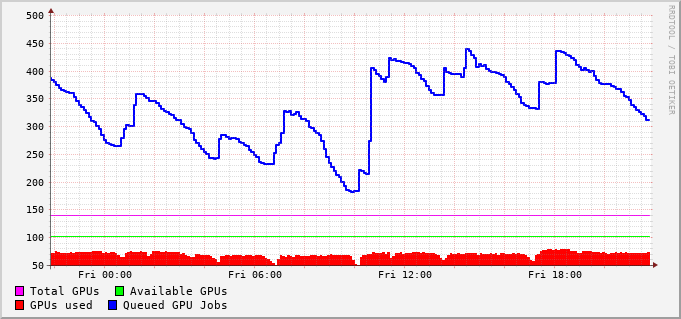 500
450
400
350
300
250
200
150
100
50
Fri 00:00 Fri 06:00 Fri 12:00 Fri 18:00
Total GPUs Available GPUs
GPUs used Queued GPU Jobs
RRDTOOL / TOBI OETIKER